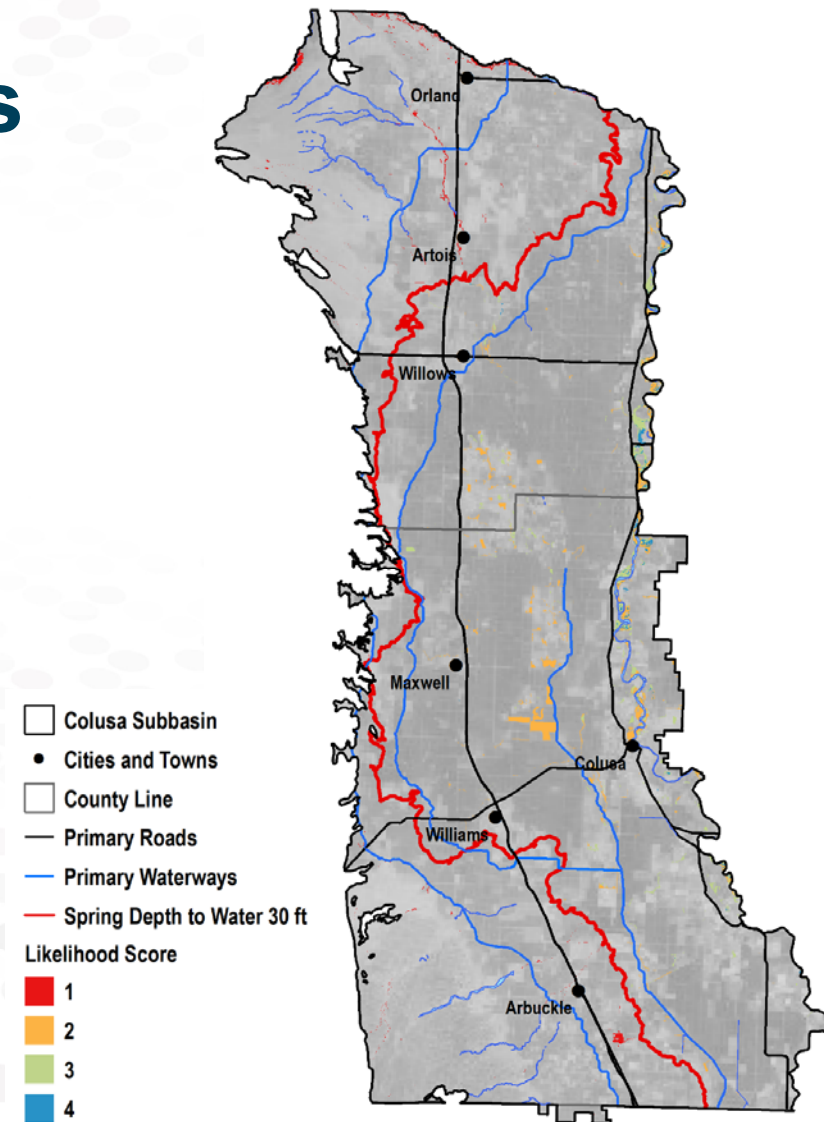 s
Orland
Artois
Willows
Maxwell
Colusa
Williams
Arbuckle
Colusa Subbasin
Cities and Towns
County Line
Primary Roads
Primary Waterways
Spring Depth to Water 30 ft
Likelihood Score
1
2
3
4